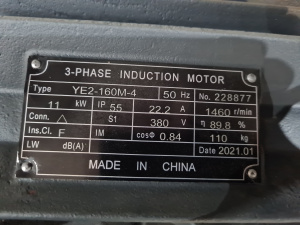 3-PHASE INDUCTION MOTOR
Type YE2-160M-4 50 Hz No. 228877
11 kW IP 55 22.2 A 1460 r/min
Conn. △ S1 380 V η 89.8 %
Ins.Cl. F IM cosΦ 0.84 110 kg
LW dB(A) Date 2021.01
MADE IN CHINA